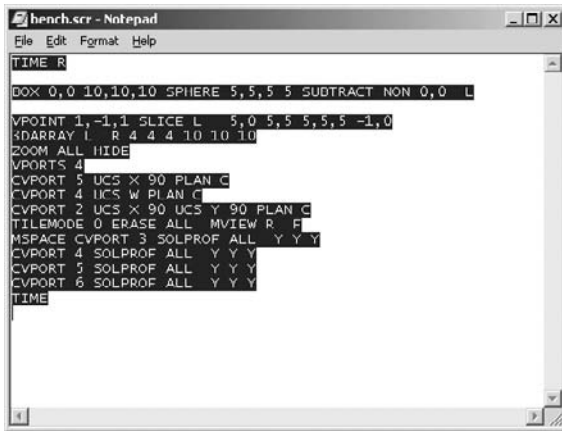 bench.scr - Notepad
File Edit Format Help
TIME R
BOX 0,0 10,10,10 SPHERE 5,5,5 5 SUBTRACT NON 0,0  L
VPOINT 1,-1,1 SLICE L   5,0 5,5 5,5,5 -1,0
3DARRAY L  R 4 4 4 10 10 10
ZOOM ALL HIDE
VPORTS 4
CVPORT 5 UCS X 90 PLAN C
CVPORT 4 UCS W PLAN C
CVPORT 2 UCS X 90 UCS Y 90 PLAN C
TILEMODE 0 ERASE ALL  MVIEW R  F
MSPACE CVPORT 3 SOLPROF ALL  Y Y Y
CVPORT 4 SOLPROF ALL  Y Y Y
CVPORT 5 SOLPROF ALL  Y Y Y
CVPORT 6 SOLPROF ALL  Y Y Y
TIME